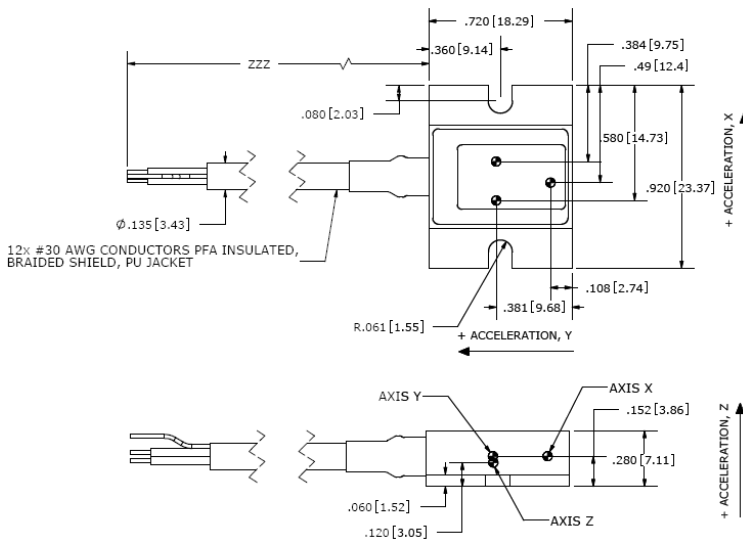 .720 [18.29]
.360 [9.14]
.384 [9.75]
ZZZ
.49 [12.4]
.080 [2.03]
.580 [14.73]
+ ACCELERATION, X
.920 [23.37]
Ø.135 [3.43]
12x #30 AWG CONDUCTORS PFA INSULATED,
BRAIDED SHIELD, PU JACKET
.108 [2.74]
.381 [9.68]
R.061 [1.55]
+ ACCELERATION, Y
AXIS Y
AXIS X
.152 [3.86]
+ ACCELERATION, Z
.280 [7.11]
.060 [1.52]
AXIS Z
.120 [3.05]